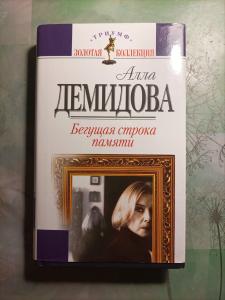 "ТРИУМФ"
ЗОЛОТАЯ КОЛЛЕКЦИЯ
Алла
ДЕМИДОВА
Бегущая строка
памяти